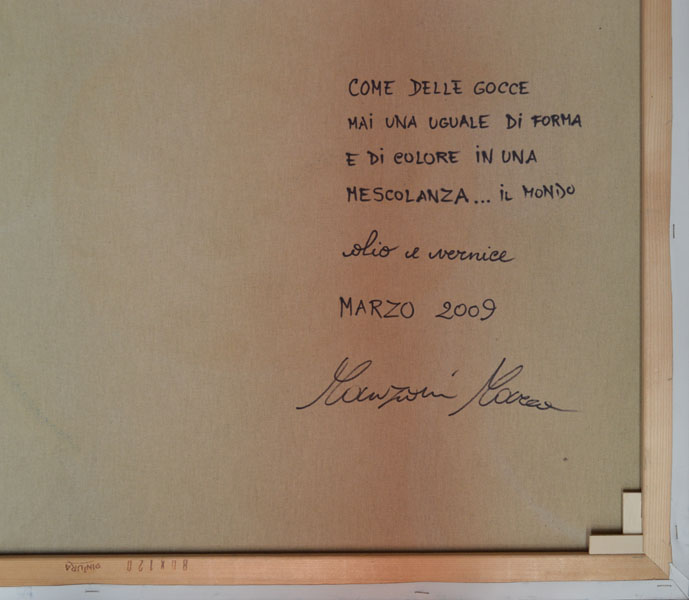 COME DELLE GOCCE
MAI UNA UGUALE DI FORMA
E DI COLORE IN UNA
MESCOLANZA... IL MONDO
olio e vernice
MARZO 2009
Manzoni Marco
80X120